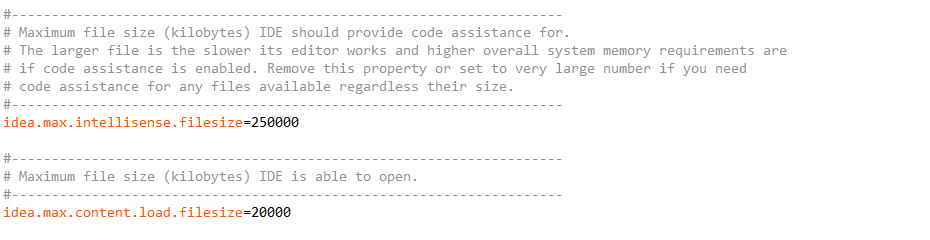 #---------------------------------------------------------------------
# Maximum file size (kilobytes) IDE should provide code assistance for.
# The larger file is the slower its editor works and higher overall system memory requirements are
# if code assistance is enabled. Remove this property or set to very large number if you need
# code assistance for any files available regardless their size.
#---------------------------------------------------------------------
idea.max.intellisense.filesize=250000
#---------------------------------------------------------------------
# Maximum file size (kilobytes) IDE is able to open.
#---------------------------------------------------------------------
idea.max.content.load.filesize=20000